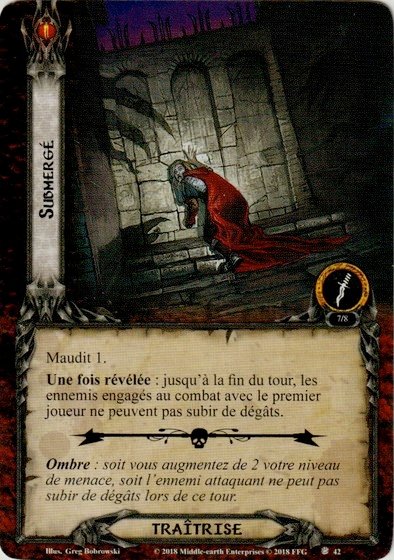 SUBMERGÉ
7/8
Maudit 1.
Une fois révélée : jusqu'à la fin du tour, les
ennemis engagés au combat avec le premier
joueur ne peuvent pas subir de dégâts.
Ombre : soit vous augmentez de 2 votre niveau
de menace, soit l'ennemi attaquant ne peut pas
subir de dégâts lors de ce tour.
TRAÎTRISE
Illus. Greg Bobrowski © 2018 Middle-earth Enterprises © 2018 FFG 42